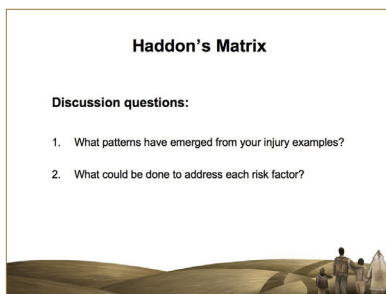 Haddon's Matrix
Discussion questions:
1. What patterns have emerged from your injury examples?
2. What could be done to address each risk factor?